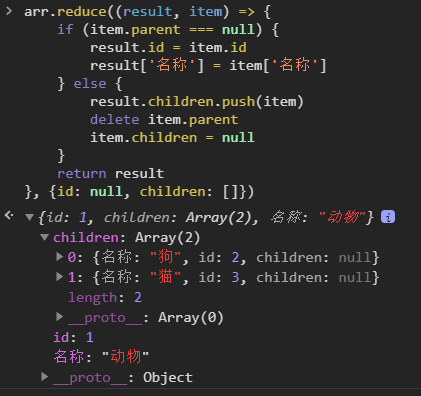 > arr.reduce((result, item) => {
    if (item.parent === null) {
        result.id = item.id
        result['名称'] = item['名称']
    } else {
        result.children.push(item)
        delete item.parent
        item.children = null
    }
    return result
}, {id: null, children: []})
{id: 1, children: Array(2), 名称: "动物"} i
children: Array(2)
0: {名称: "狗", id: 2, children: null}
1: {名称: "猫", id: 3, children: null}
length: 2
__proto__: Array(0)
id: 1
名称: "动物"
__proto__: Object